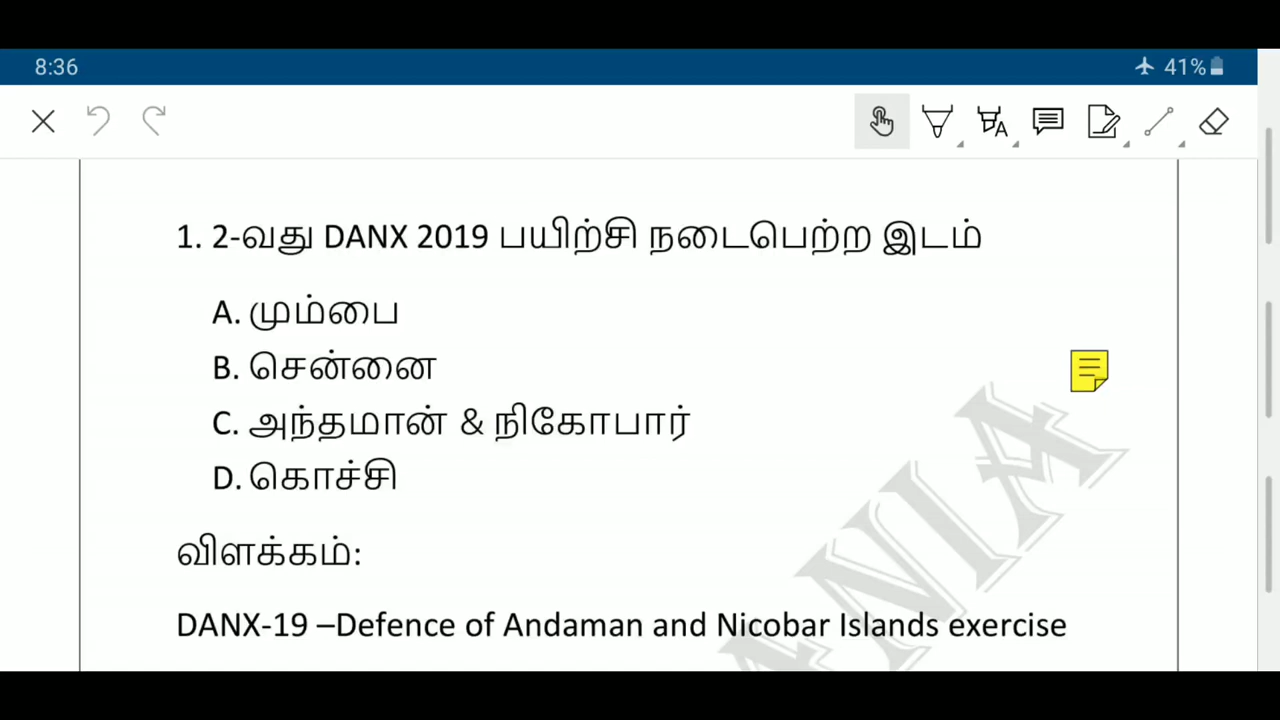 8:36
41%
1. 2-வது DANX 2019 பயிற்சி நடைபெற்ற இடம்
A. மும்பை
B. சென்னை
C. அந்தமான் & நிகோபார்
D. கொச்சி
விளக்கம்:
DANX-19 –Defence of Andaman and Nicobar Islands exercise